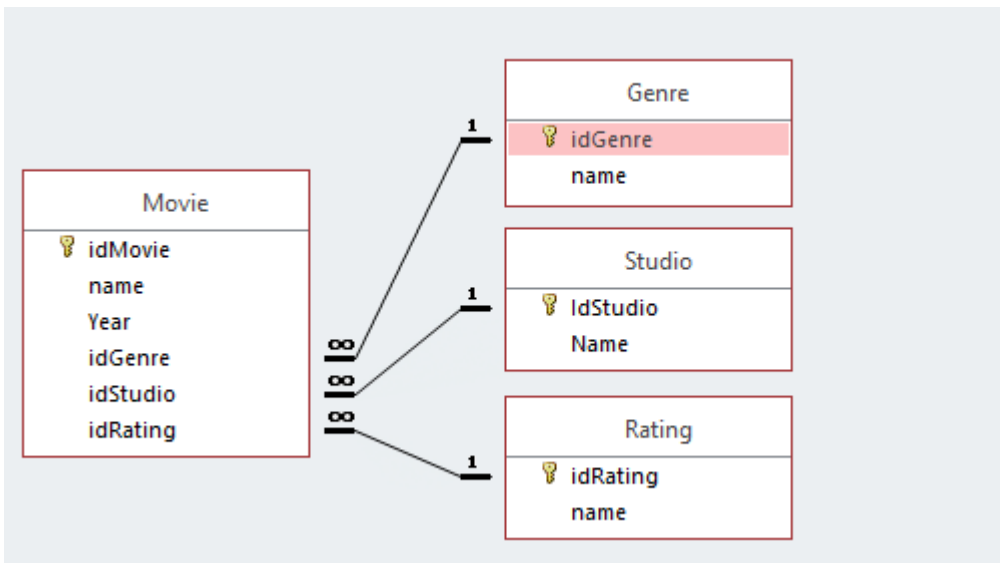 Movie
idMovie
name
Year
idGenre
idStudio
idRating
∞
∞
∞
1
1
1
Genre
idGenre
name
Studio
IdStudio
Name
Rating
idRating
name